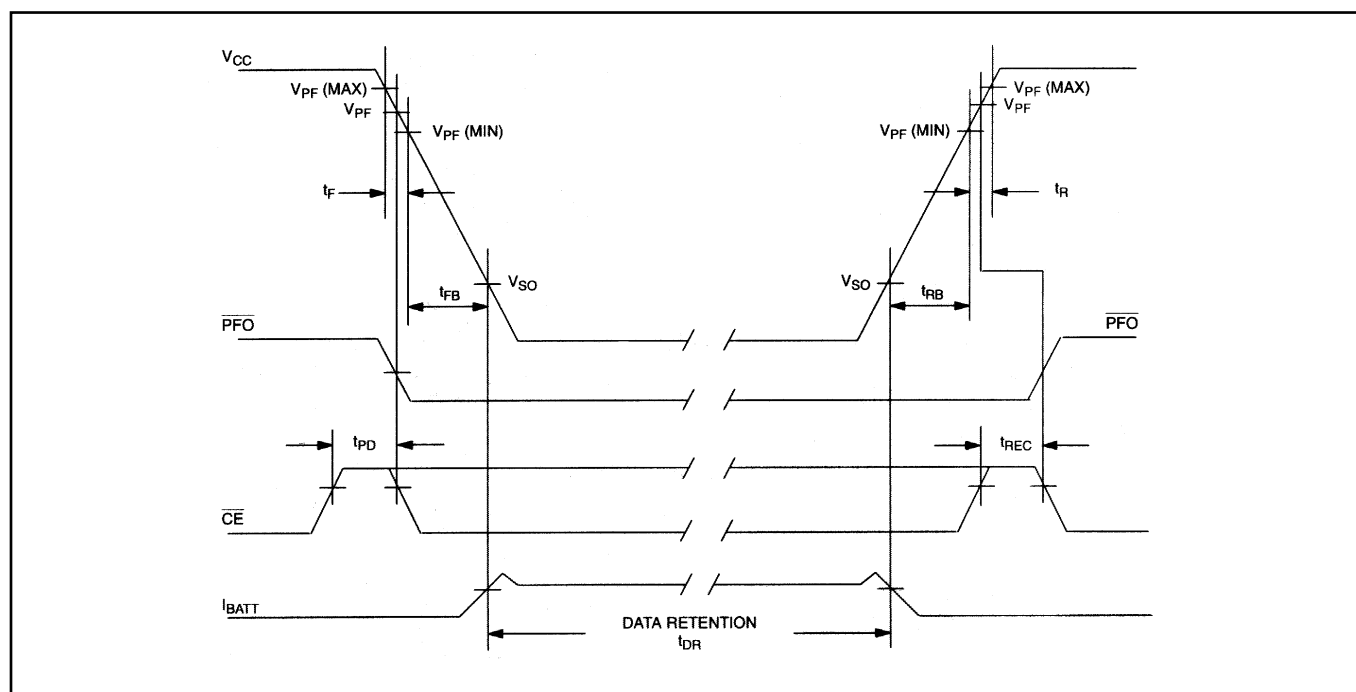 VCC
VPF (MAX)
VPF
VPF (MIN)
tF
tFB
VSO
VPF (MAX)
VPF
VPF (MIN)
tR
VSO
tRB
PFO
PFO
tPD
tREC
CE
IBATT
DATA RETENTION
tDR